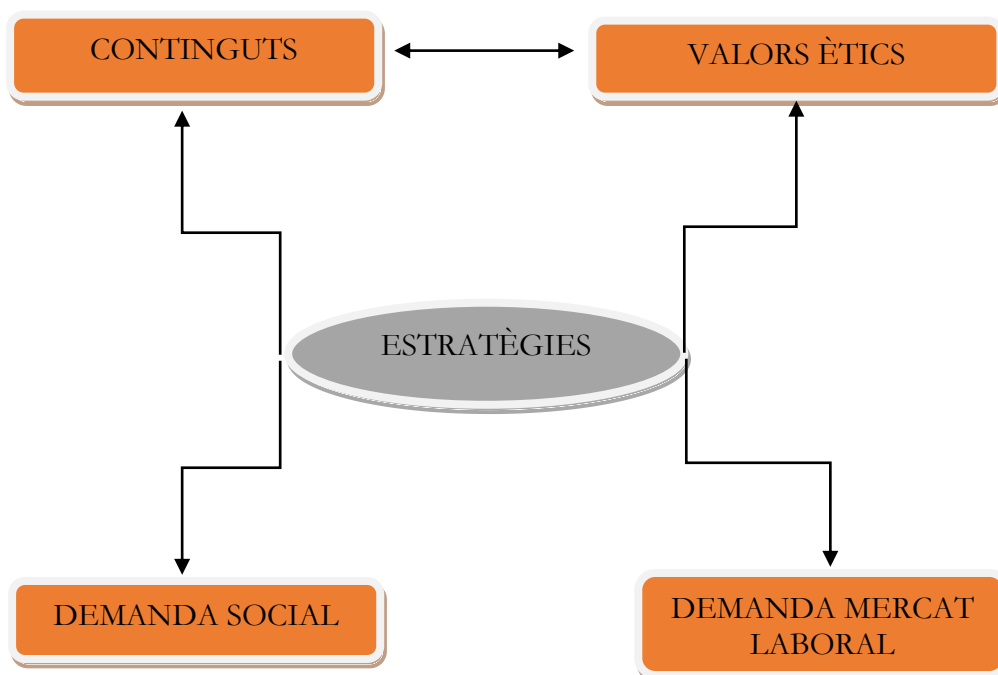 CONTINGUTS
VALORS ÈTICS
ESTRATÈGIES
DEMANDA SOCIAL
DEMANDA MERCAT
LABORAL